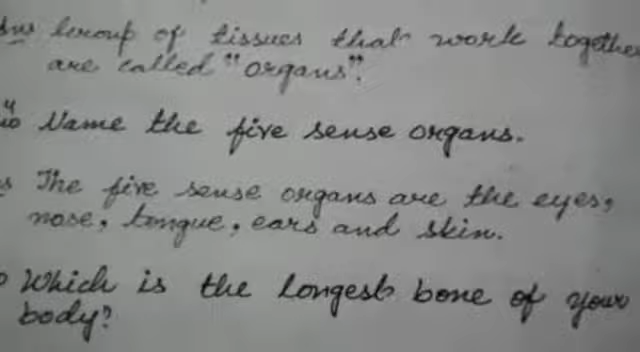 Ans Group of tissues that work together
are called "organs".
Name the five sense organs.
The five sense organs are the eyes,
nose, tongue, ears and skin.
Which is the longest bone of your
body?